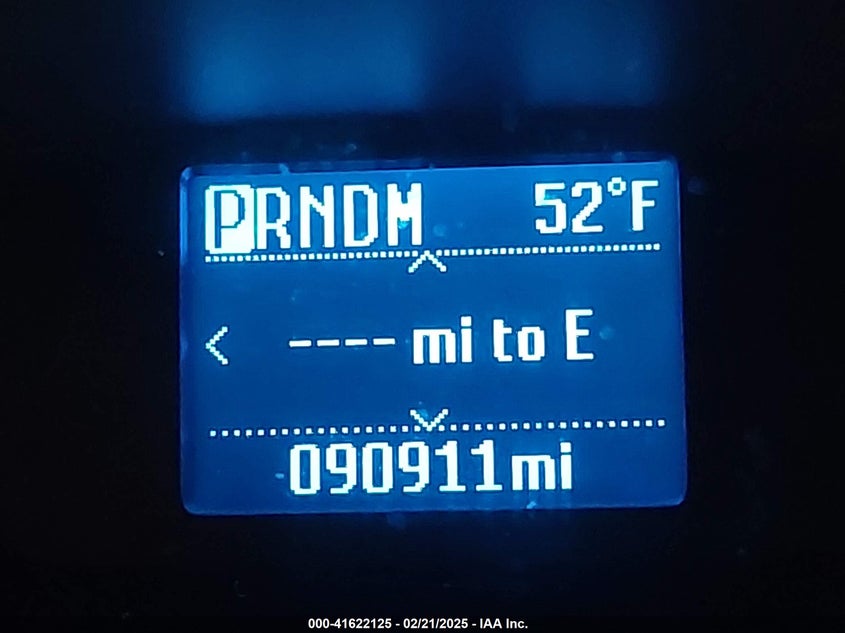 PRNDM 52°F
---- mi to E
090911mi
000-41622125 - 02/21/2025 - IAA Inc.